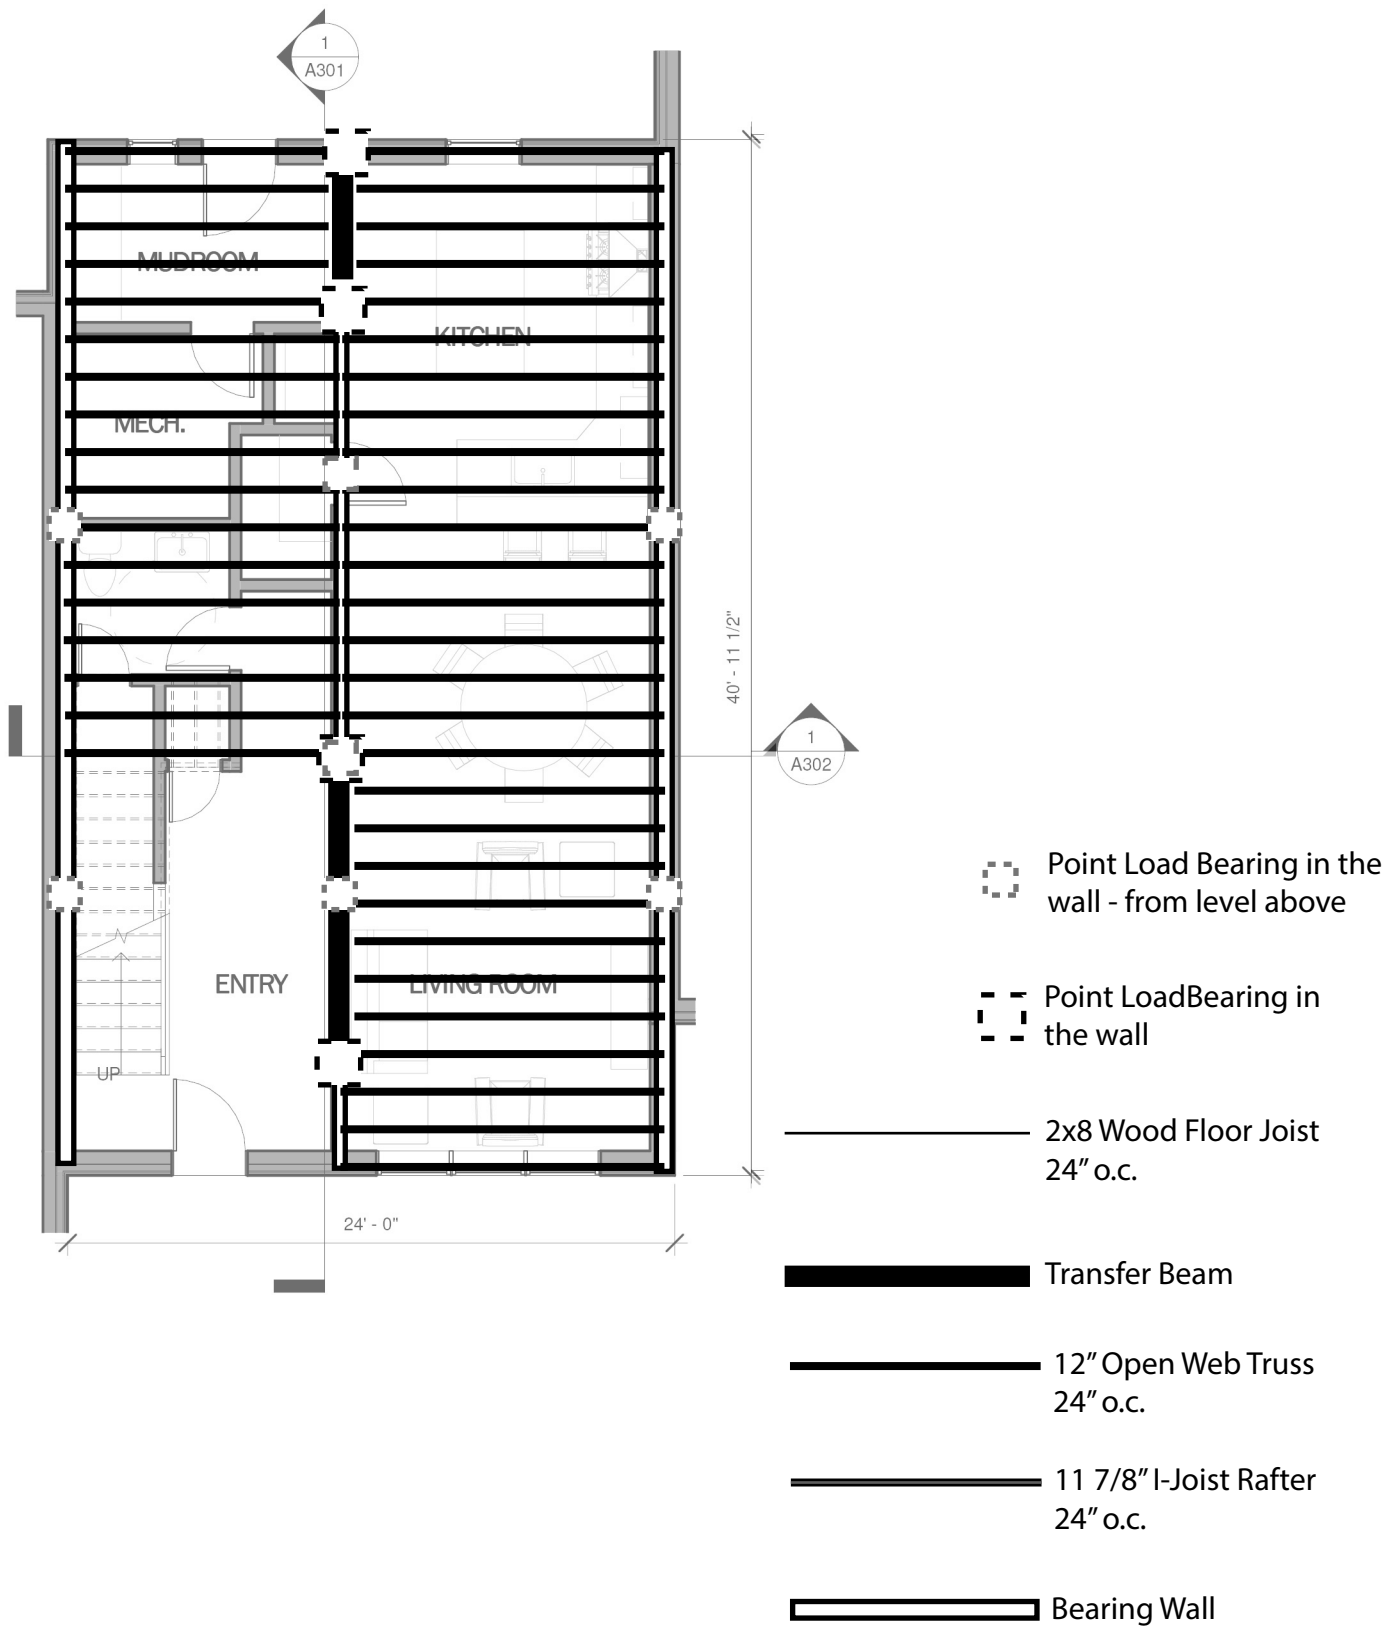 1
A301
MUDROOM
KITCHEN
MECH.
40' - 11 1/2"
1
A302
ENTRY
LIVING ROOM
UP
24' - 0"
Point Load Bearing in the
wall - from level above
Point LoadBearing in
the wall
2x8 Wood Floor Joist
24” o.c.
Transfer Beam
12” Open Web Truss
24” o.c.
11 7/8” I-Joist Rafter
24” o.c.
Bearing Wall